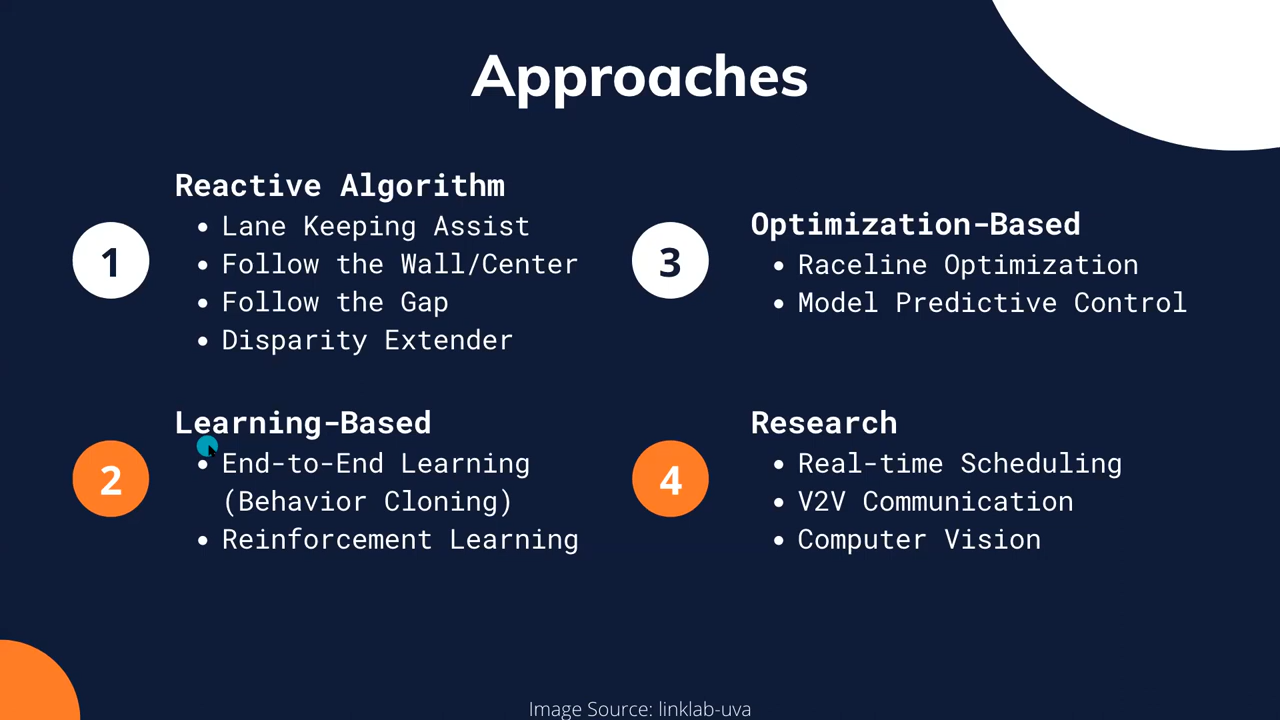 Approaches
1
Reactive Algorithm
• Lane Keeping Assist
• Follow the Wall/Center
• Follow the Gap
• Disparity Extender
2
Learning-Based
• End-to-End Learning
(Behavior Cloning)
• Reinforcement Learning
3
Optimization-Based
• Raceline Optimization
• Model Predictive Control
4
Research
• Real-time Scheduling
• V2V Communication
• Computer Vision
Image Source: linklab-uva